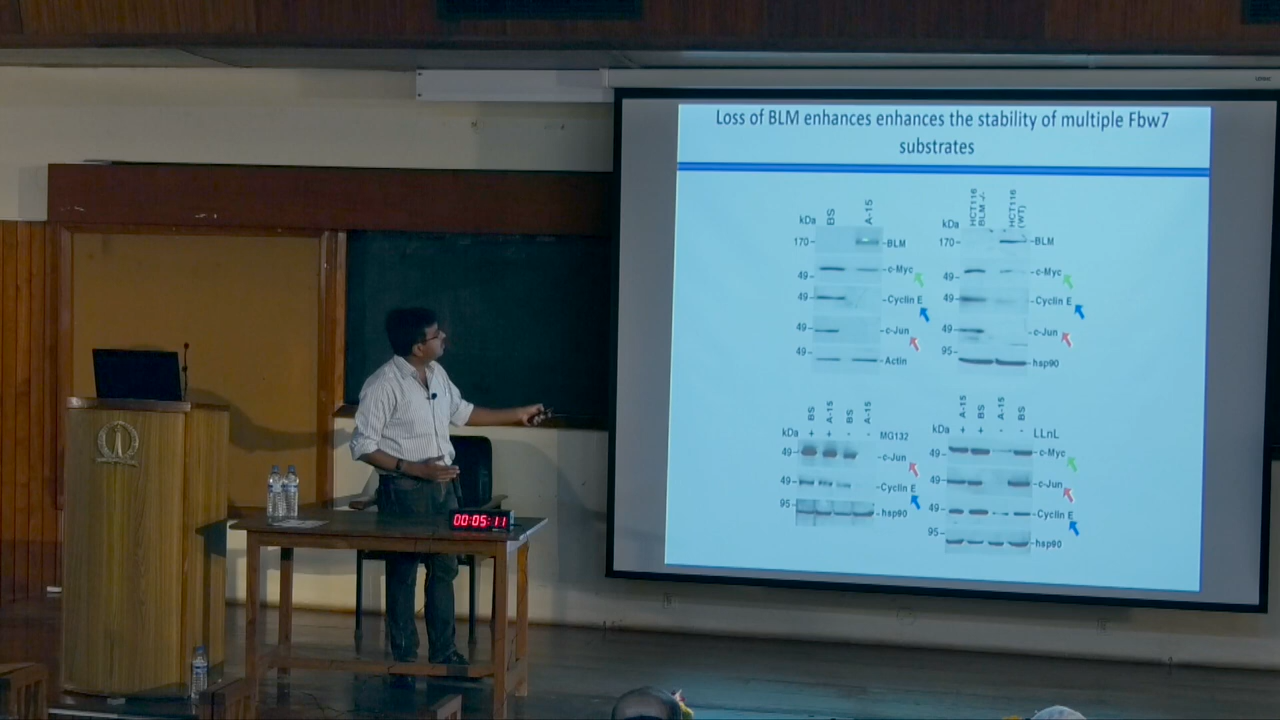 Loss of BLM enhances enhances the stability of multiple Fbw7
substrates
kDa BS A-15
170 BLM
49 c-Myc
49 Cyclin E
49 c-Jun
49 Actin
kDa HCT116 BLM -/- HCT116 (WT)
170 BLM
49 c-Myc
49 Cyclin E
49 c-Jun
95 hsp90
BS A-15 BS A-15
kDa + + - - MG132
49 c-Jun
49 Cyclin E
95 hsp90
A-15 BS A-15 BS
kDa + + - - LLnL
49 c-Myc
49 c-Jun
49 Cyclin E
95 hsp90
00:05:11